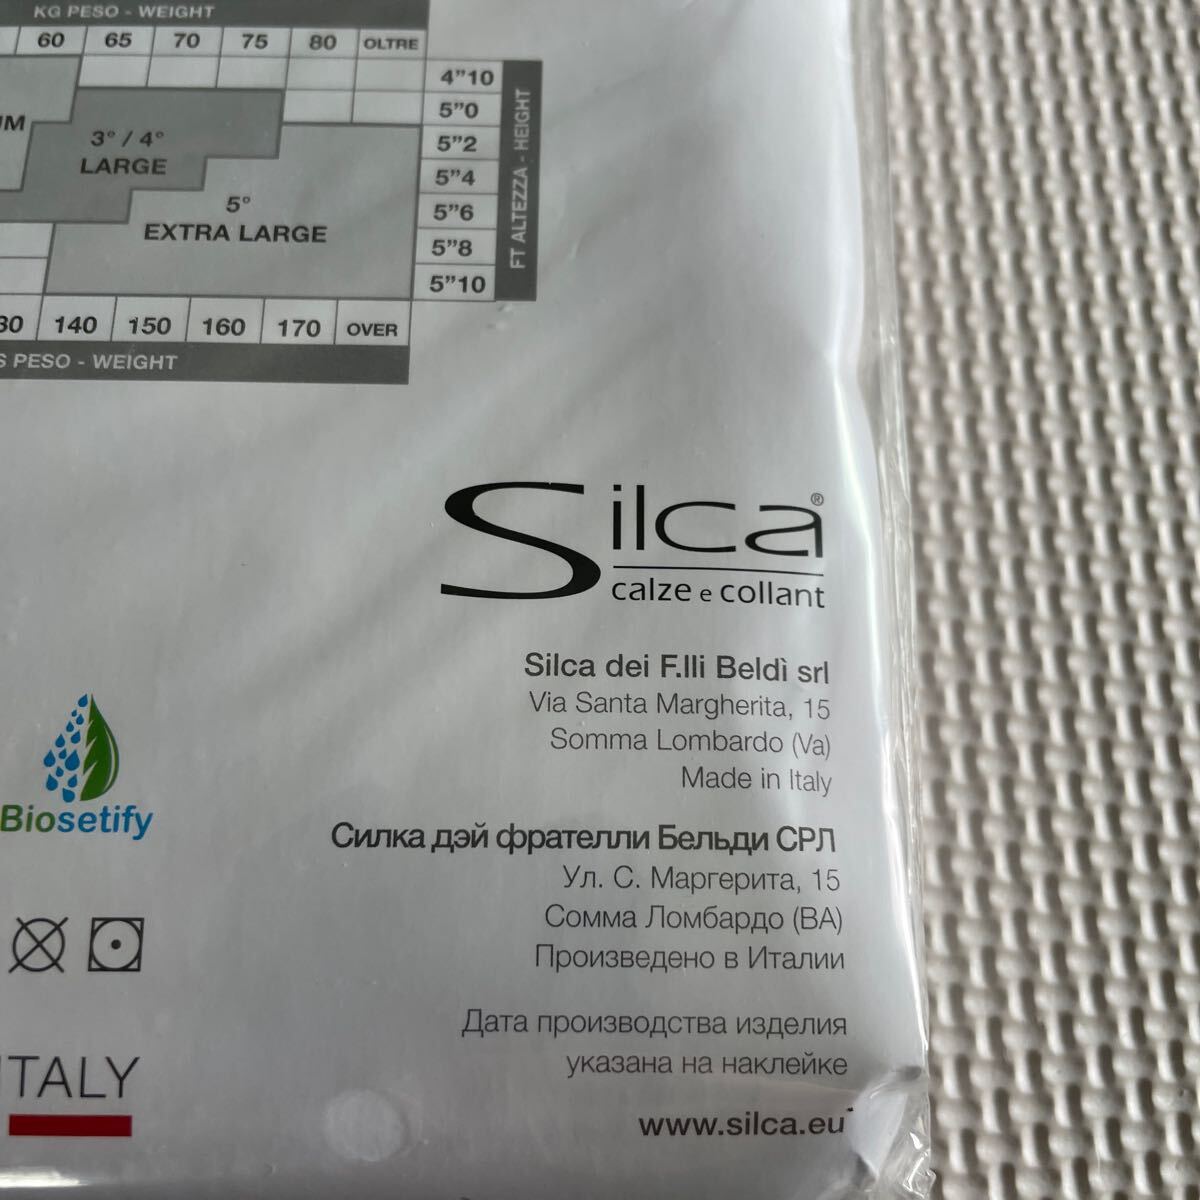 KG PESO - WEIGHT
60 65 70 75 80 OLTRE
4”10
5”0
5”2
5”4
5”6
5”8
5”10
FT ALTEZZA - HEIGHT
3° / 4°
LARGE
5°
EXTRA LARGE
140 150 160 170 OVER
PESO - WEIGHT
Silca®
calze e collant
Silca dei F.lli Beldì srl
Via Santa Margherita, 15
Somma Lombardo (Va)
Made in Italy
Biosetify
Силка дэй фрателли Бельди СРЛ
Ул. С. Маргерита, 15
Сомма Ломбардо (ВА)
Произведено в Италии
Дата производства изделия
указана на наклейке
ITALY
www.silca.eu